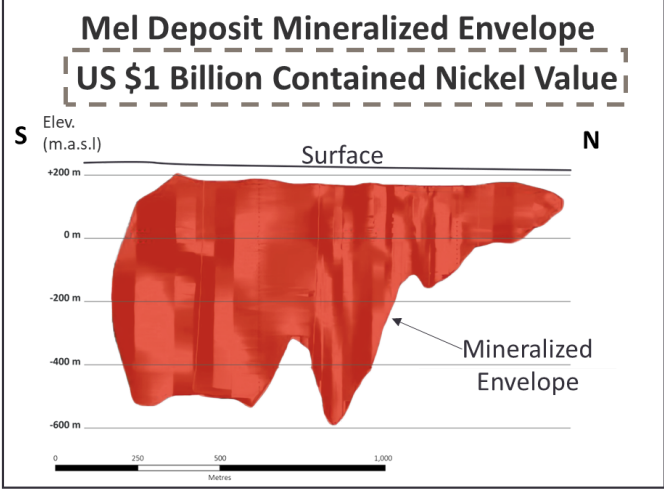 Mel Deposit Mineralized Envelope
US $1 Billion Contained Nickel Value
S
Elev.
(m.a.s.l)
N
Surface
+200 m
0 m
-200 m
-400 m
-600 m
Mineralized
Envelope
0 250 500 1,000
Metres